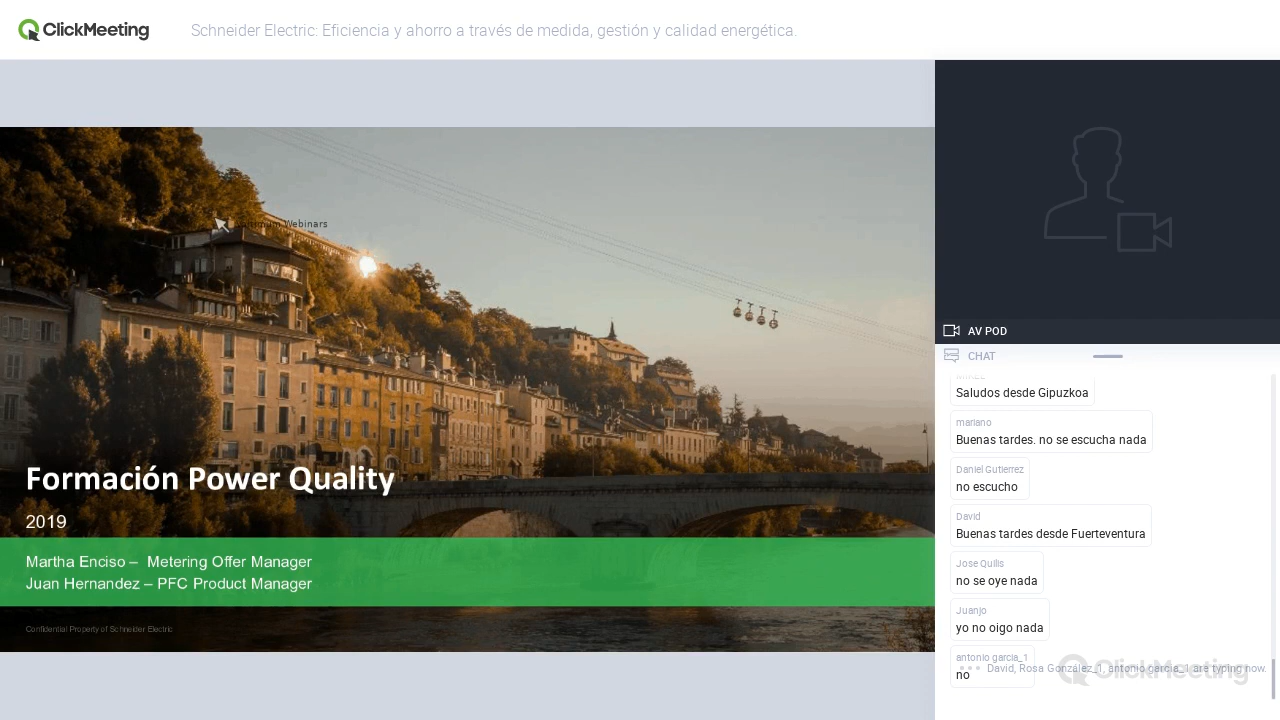 ClickMeeting
Schneider Electric: Eficiencia y ahorro a través de medida, gestión y calidad energética.
Webinars
Formación Power Quality
2019
Martha Enciso – Metering Offer Manager
Juan Hernandez – PFC Product Manager
Confidential Property of Schneider Electric
AV POD
CHAT
Saludos desde Gipuzkoa
mariano
Buenas tardes. no se escucha nada
Daniel Gutierrez
no escucho
David
Buenas tardes desde Fuerteventura
Jose Quilis
no se oye nada
Juanjo
yo no oigo nada
antonio garcia_1
no
David, Rosa González_1, antonio garcia_1 are typing now.
ClickMeeting